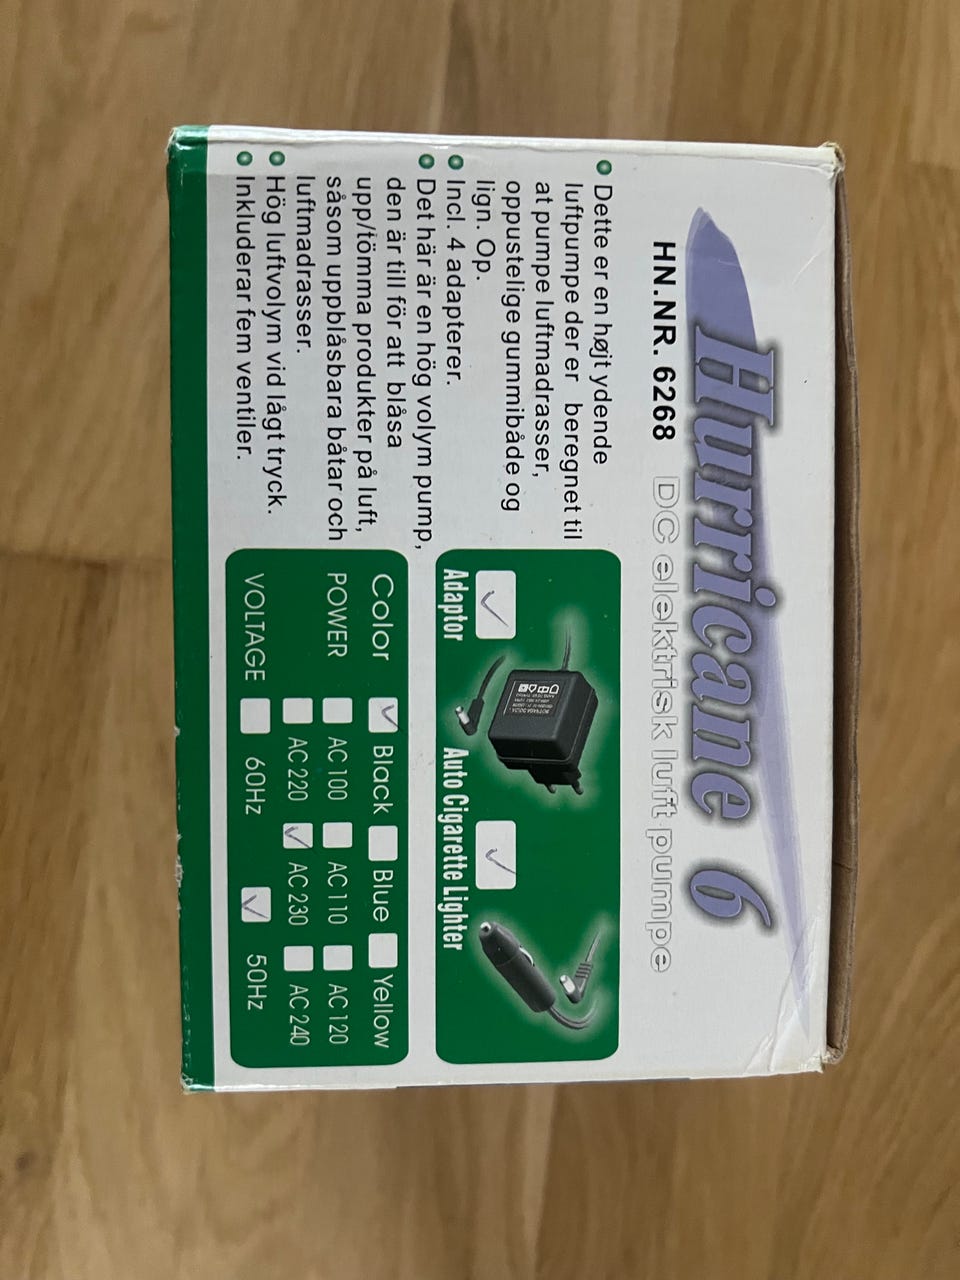 Hurricane 6
HN.NR. 6268 DC elektrisk luft pumpe
Dette er en højt ydende
luftpumpe der er beregnet til
at pumpe luftmadrasser,
oppustelige gummibåde og
lign. Op.
Incl. 4 adapterer.
Det här är en hög volym pump,
den är till för att blåsa
upp/tömma produkter på luft,
såsom uppblåsbara båtar och
luftmadrasser.
Hög luftvolym vid lågt tryck.
Inkluderar fem ventiler.
Adaptor Auto Cigarette Lighter
Color Black Blue Yellow
POWER AC 100 AC 110 AC 120
AC 220 AC 230 AC 240
VOLTAGE 60Hz 50Hz